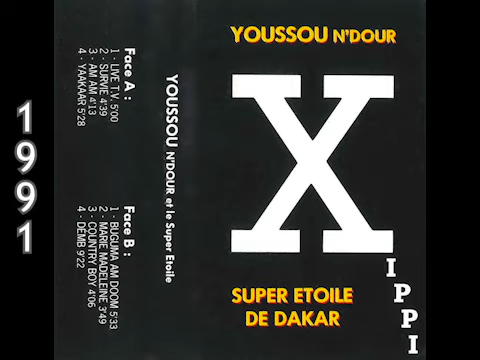 1991
Face A :
1 - LIVE T.V. 5'00
2 - SURVIE 4'39
3 - AM AM 4'13
4 - YAAKAAR 5'28
Face B :
1 - BUGUMA AM DOOM 5'33
2 - MARIE MADELEINE 3'49
3 - COUNTRY BOY 4'06
4 - DEMB 9'22
YOUSSOU N'DOUR et le Super Etoile
YOUSSOU N'DOUR
XIPPI
SUPER ETOILE
DE DAKAR